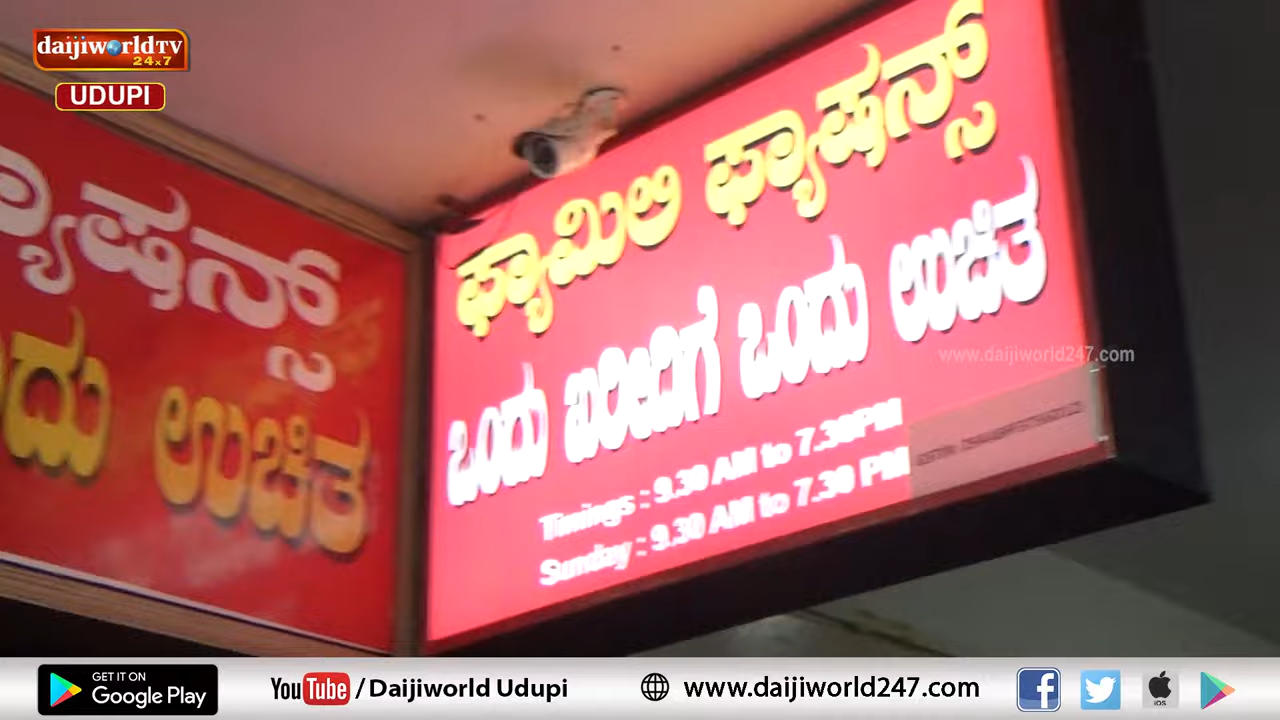 daijiworldTV
24x7
UDUPI
ಫ್ಯಾಮಿಲಿ ಫ್ಯಾಷನ್ಸ್
ಒಂದು ಖರೀದಿಗೆ ಒಂದು ಉಚಿತ
Timings : 9.30 AM to 7.30PM
Sunday : 9.30 AM to 7.30 PM
ಉಚಿತ
www.daijiworld247.com
GET IT ON
Google Play
YouTube / Daijiworld Udupi
www.daijiworld247.com
iOS